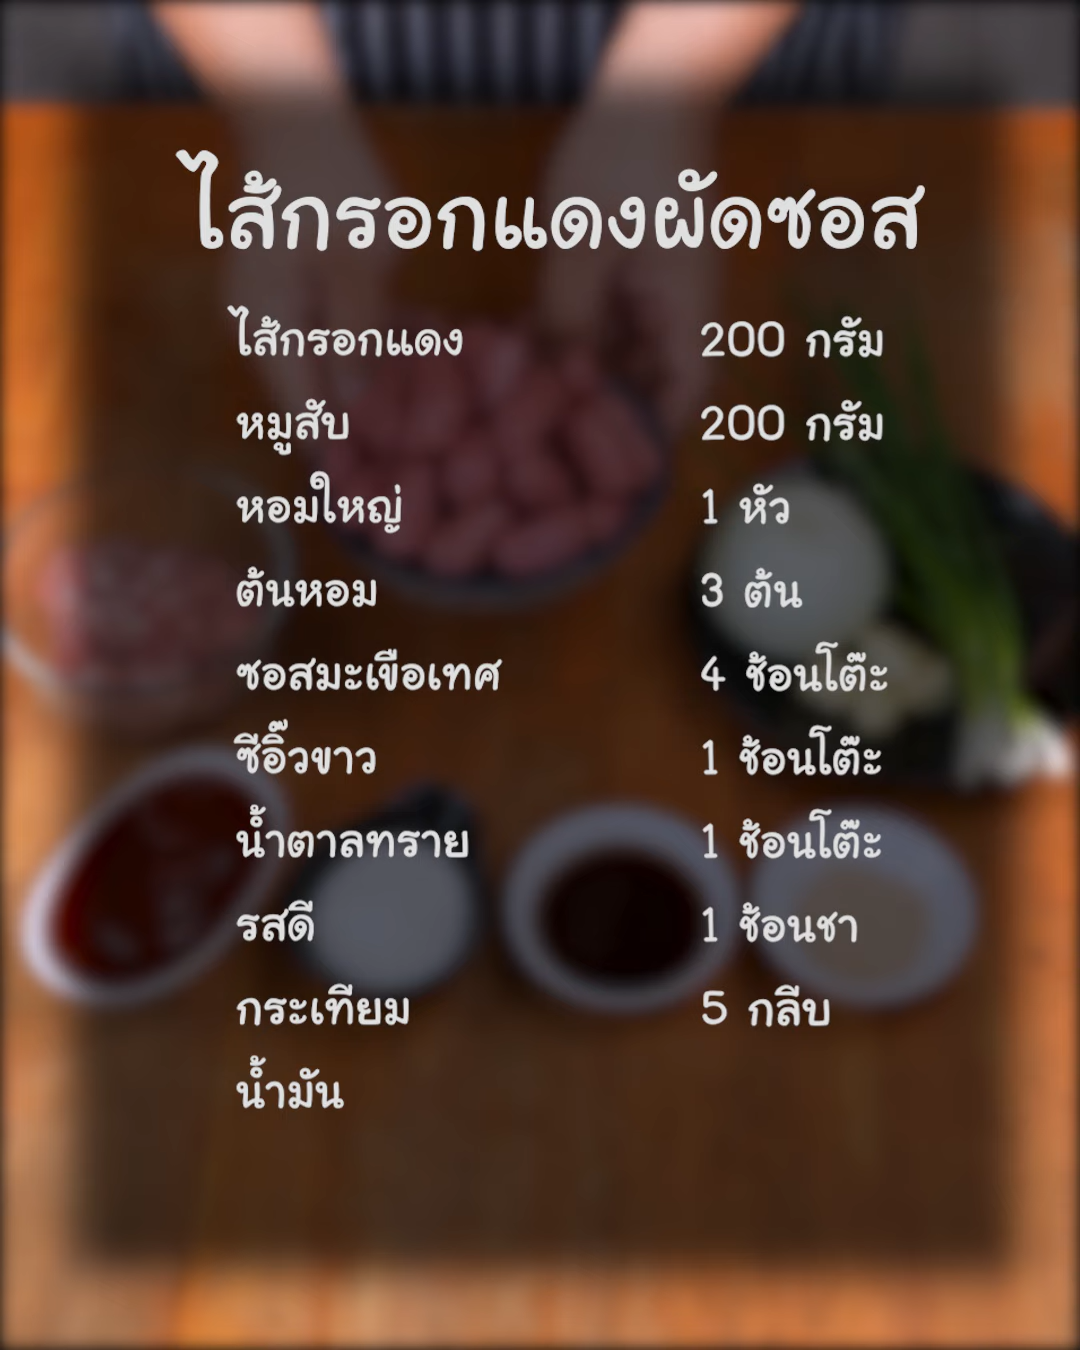 ไส้กรอกแดงผัดซอส
ไส้กรอกแดง 200 กรัม
หมูสับ 200 กรัม
หอมใหญ่ 1 หัว
ต้นหอม 3 ต้น
ซอสมะเขือเทศ 4 ช้อนโต๊ะ
ซีอิ๊วขาว 1 ช้อนโต๊ะ
น้ำตาลทราย 1 ช้อนโต๊ะ
รสดี 1 ช้อนชา
กระเทียม 5 กลีบ
น้ำมัน